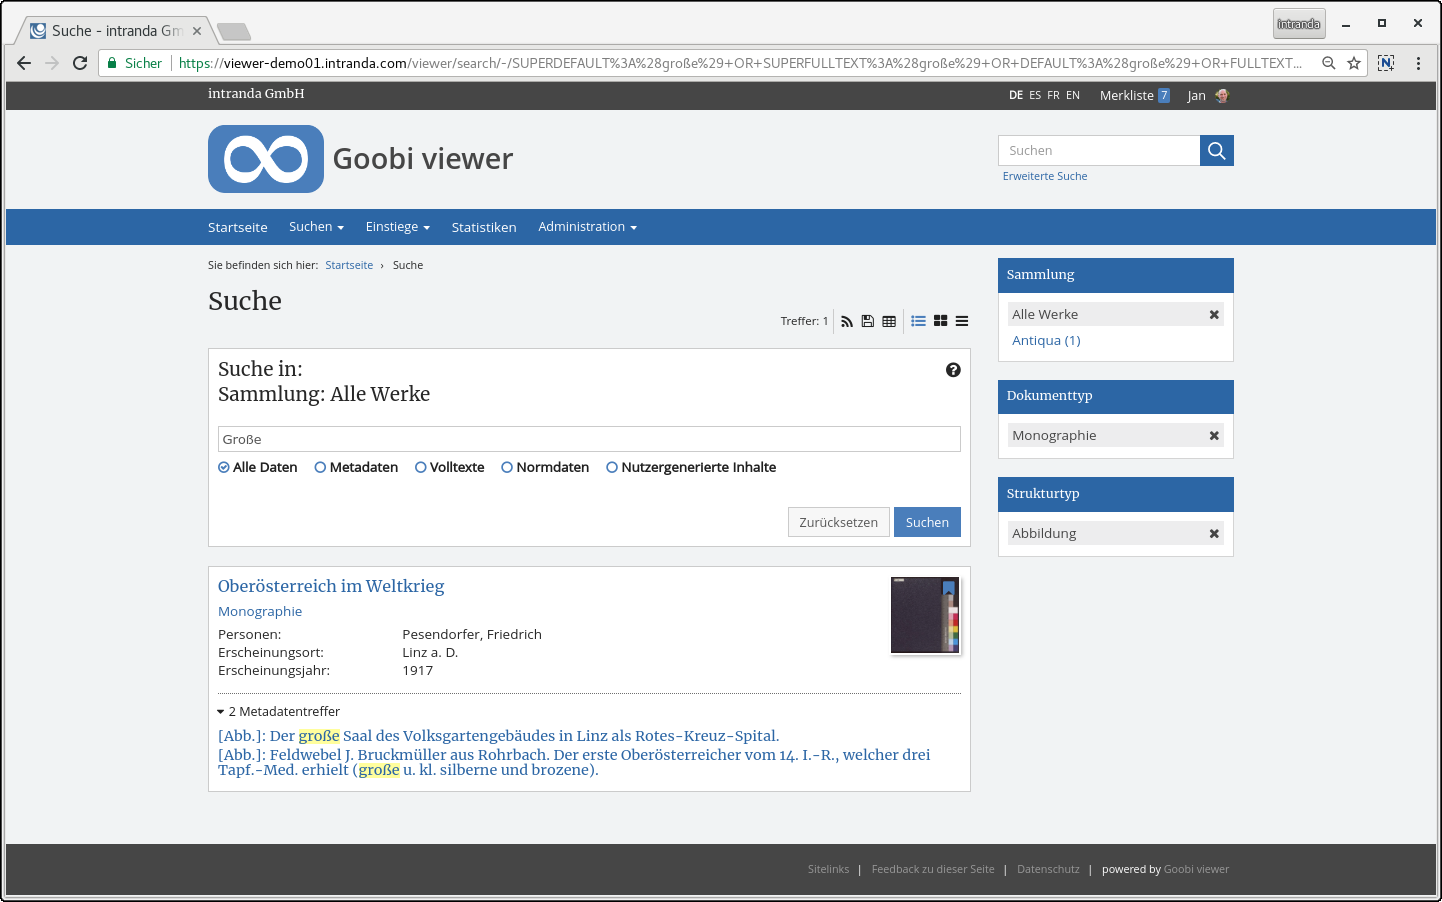 Suche - intranda Gm
intranda
Sicher https://viewer-demo01.intranda.com/viewer/search/-/SUPERDEFAULT%3A%28große%29+OR+SUPERFULLTEXT%3A%28große%29+OR+DEFAULT%3A%28große%29+OR+FULLTEXT...
intranda GmbH
DE ES FR EN Merkliste 7 Jan
Goobi viewer
Suchen
Erweiterte Suche
Startseite Suchen Einstiege Statistiken Administration
Sie befinden sich hier: Startseite › Suche
Suche
Treffer: 1
Suche in:
Sammlung: Alle Werke
Große
Alle Daten Metadaten Volltexte Normdaten Nutzergenerierte Inhalte
Zurücksetzen Suchen
Oberösterreich im Weltkrieg
Monographie
Personen: Pesendorfer, Friedrich
Erscheinungsort: Linz a. D.
Erscheinungsjahr: 1917
2 Metadatentreffer
[Abb.]: Der große Saal des Volksgartengebäudes in Linz als Rotes-Kreuz-Spital.
[Abb.]: Feldwebel J. Bruckmüller aus Rohrbach. Der erste Oberösterreicher vom 14. I.-R., welcher drei
Tapf.-Med. erhielt (große u. kl. silberne und brozene).
Sammlung
Alle Werke
Antiqua (1)
Dokumenttyp
Monographie
Strukturtyp
Abbildung
Sitelinks | Feedback zu dieser Seite | Datenschutz | powered by Goobi viewer